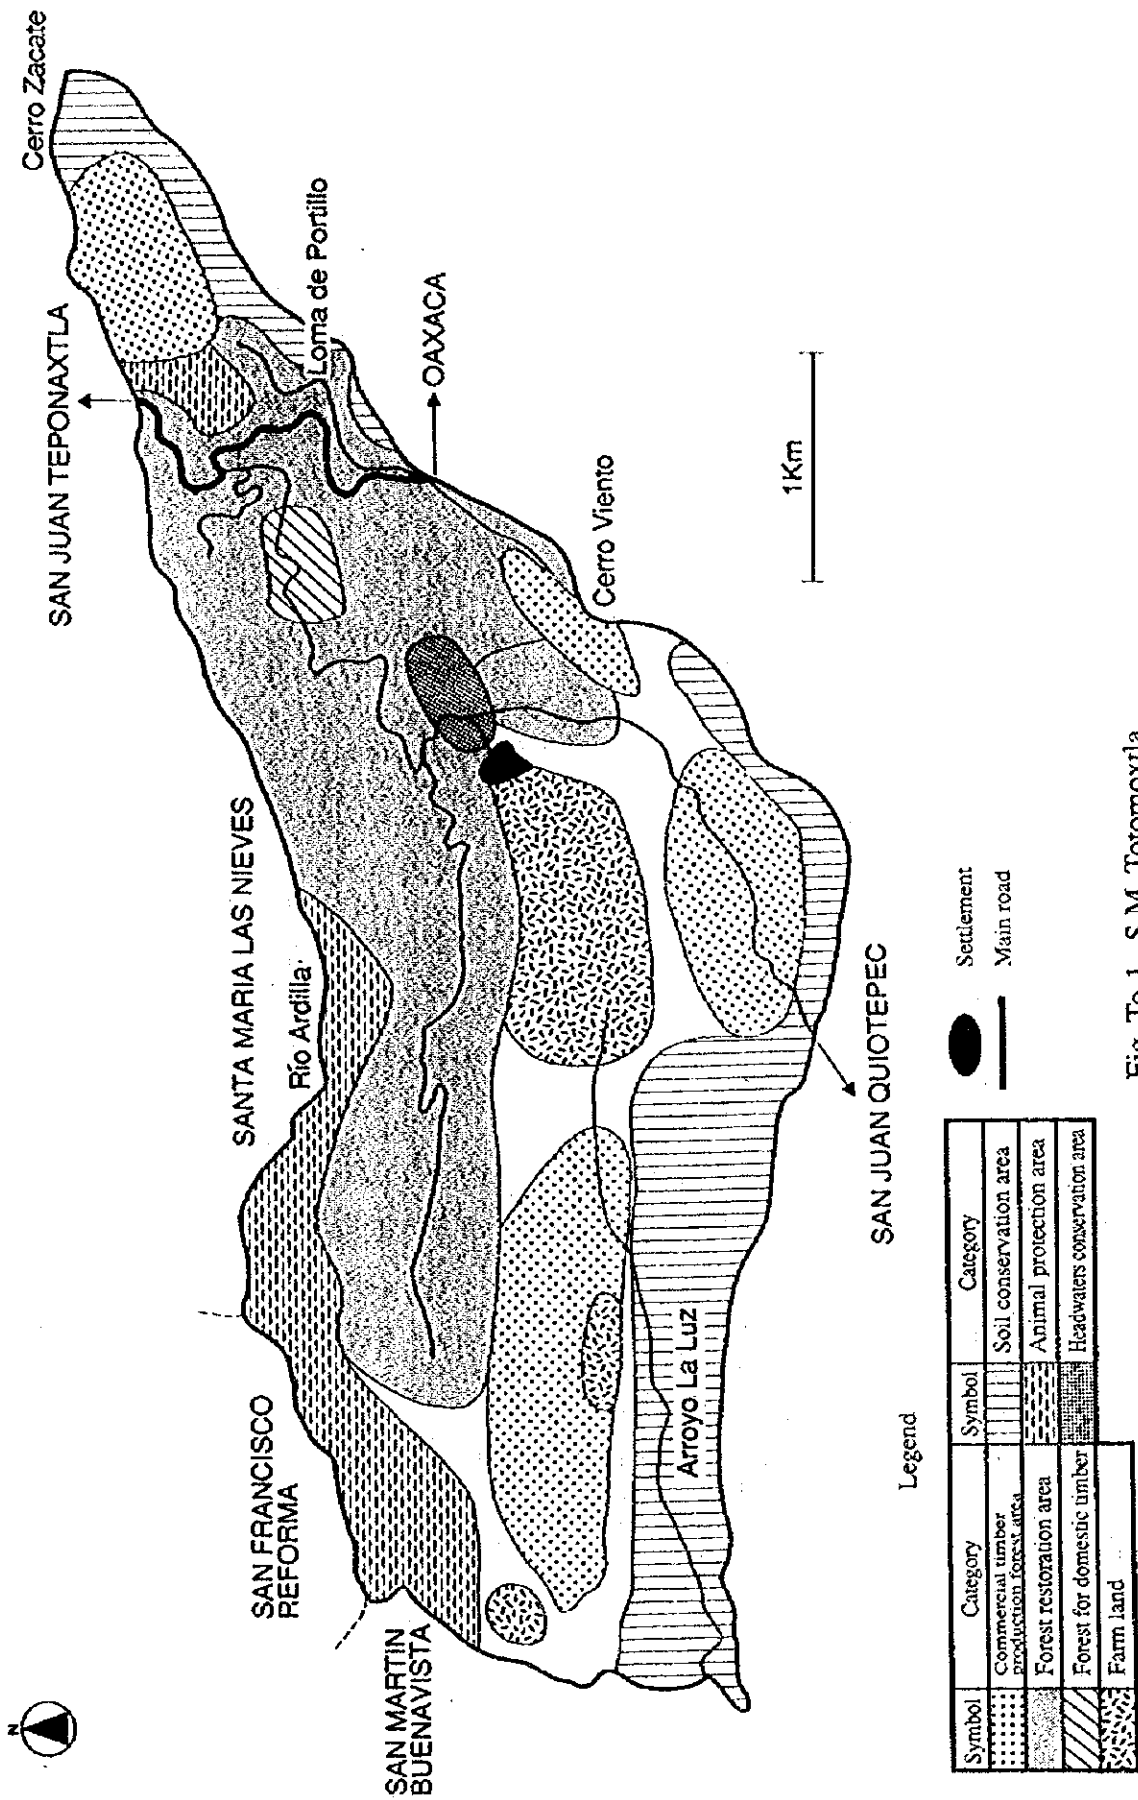 N
Cerro Zacate
SAN JUAN TEPONAXTLA
Loma de Portillo
OAXACA
SANTA MARIA LAS NIEVES
Río Ardilla
Cerro Viento
1Km
SAN FRANCISCO
REFORMA
SAN MARTIN
BUENAVISTA
Arroyo La Luz
SAN JUAN QUIOTEPEC
Legend
Symbol Category Symbol Category
Commercial timber
production forest area
Soil conservation area
Forest restoration area
Animal protection area
Forest for domestic timber
Headwaters conservation area
Farm land
Settlement
Main road
Fig. To-1 S.M. Totomoxtla